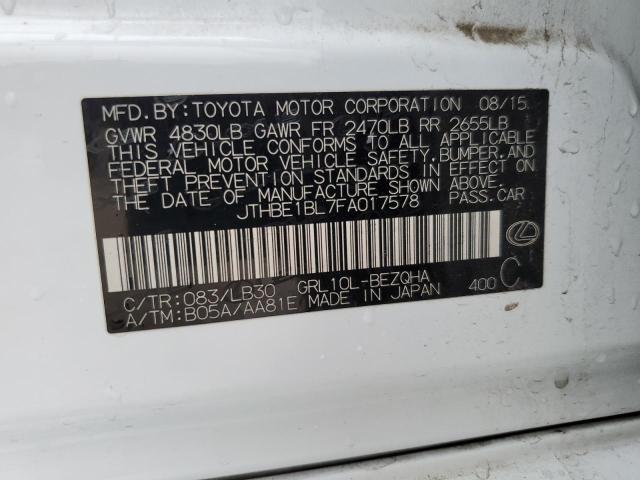 MFD.BY:TOYOTA MOTOR CORPORATION 08/15
GVWR 4830LB GAWR FR 2470LB RR 2655LB
THIS VEHICLE CONFORMS TO ALL APPLICABLE
FEDERAL MOTOR VEHICLE SAFETY,BUMPER,AND
THEFT PREVENTION STANDARDS IN EFFECT ON
THE DATE OF MANUFACTURE SHOWN ABOVE.
JTHBE1BL7FA017578 PASS.CAR
C/TR:083/LB30 GRL10L-BEZQHA
A/TM:B05A/AA81E MADE IN JAPAN 400 C